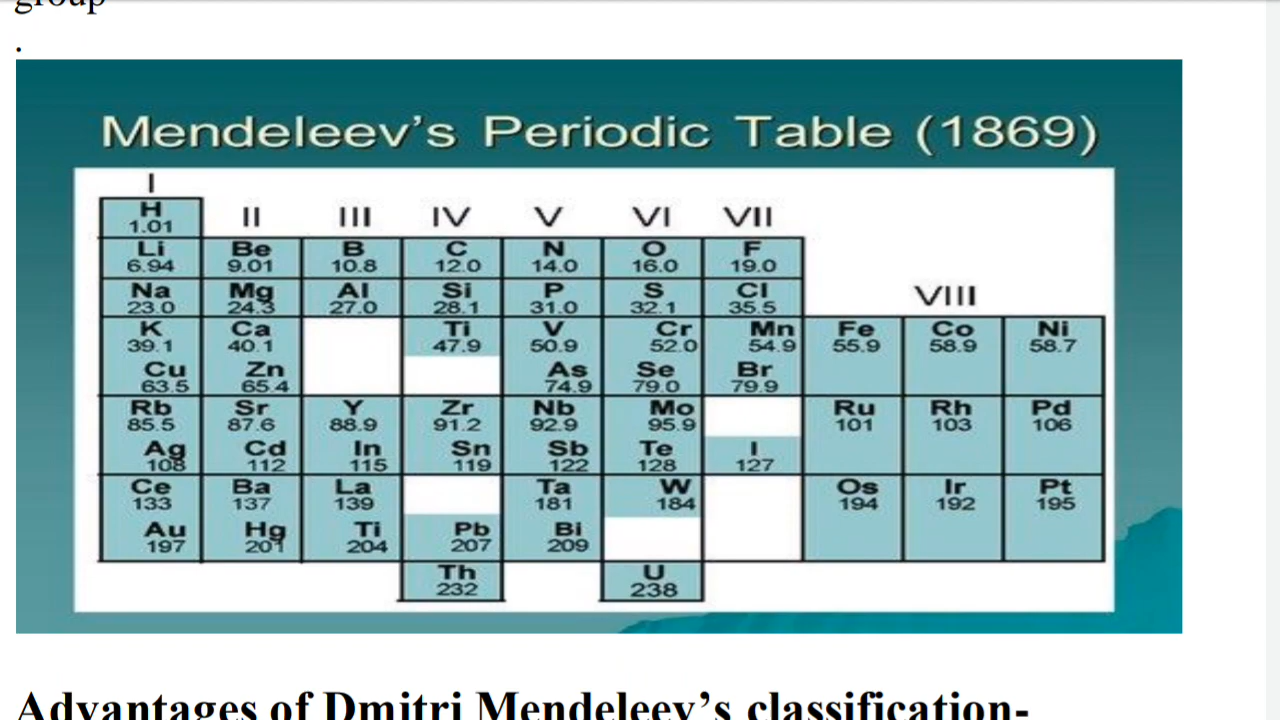 group
.
Mendeleev's Periodic Table (1869)
I
H II III IV V VI VII
1.01
Li Be B C N O F
6.94 9.01 10.8 12.0 14.0 16.0 19.0
Na Mg Al Si P S Cl VIII
23.0 24.3 27.0 28.1 31.0 32.1 35.5
K Ca Ti V Cr Mn Fe Co Ni
39.1 40.1 47.9 50.9 52.0 54.9 55.9 58.9 58.7
Cu Zn As Se Br
63.5 65.4 74.9 79.0 79.9
Rb Sr Y Zr Nb Mo Ru Rh Pd
85.5 87.6 88.9 91.2 92.9 95.9 101 103 106
Ag Cd In Sn Sb Te I
108 112 115 119 122 128 127
Ce Ba La Ta W Os Ir Pt
133 137 139 181 184 194 192 195
Au Hg Ti Pb Bi
197 201 204 207 209
Th U
232 238
Advantages of Dmitri Mendeleev's classification-